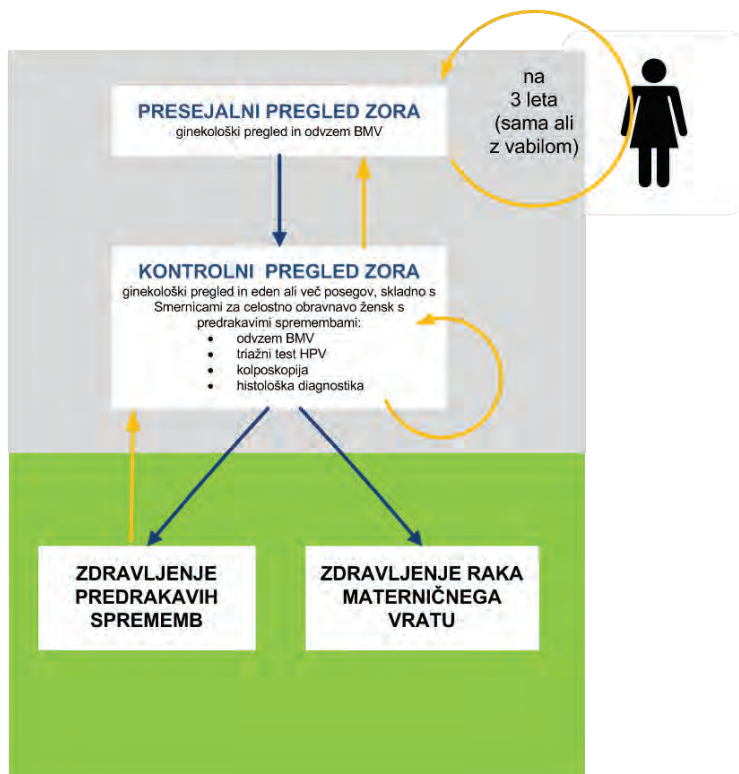 na
3 leta
(sama ali
z vabilom)
PRESEJALNI PREGLED ZORA
ginekološki pregled in odvzem BMV
KONTROLNI PREGLED ZORA
ginekološki pregled in eden ali več posegov, skladno s
Smernicami za celostno obravnavo žensk s
predrakavimi spremembami:
• odvzem BMV
• triažni test HPV
• kolposkopija
• histološka diagnostika
ZDRAVLJENJE
PREDRAKAVIH
SPREMEMB
ZDRAVLJENJE RAKA
MATERNIČNEGA
VRATU